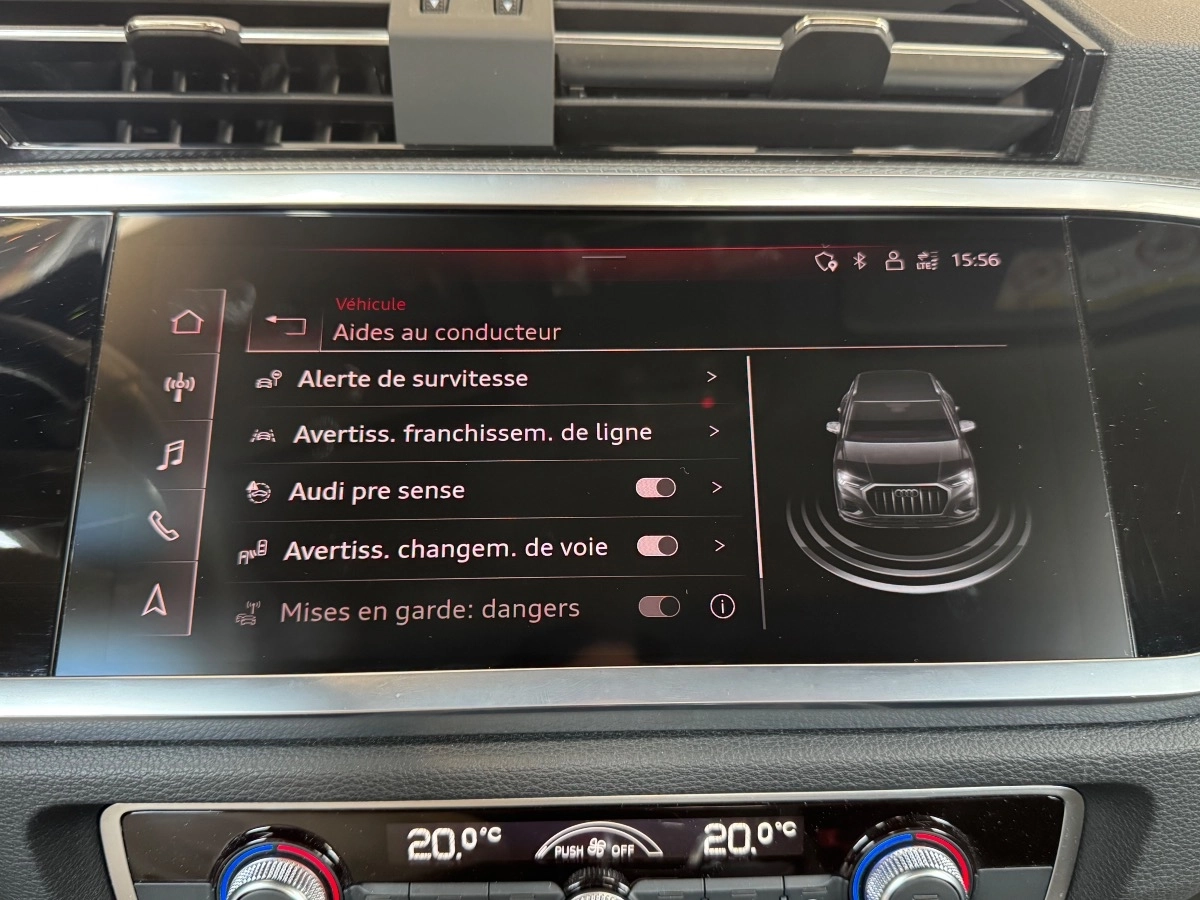 LTE 15:56
Véhicule
Aides au conducteur
Alerte de survitesse
Avertiss. franchissem. de ligne
Audi pre sense
Avertiss. changem. de voie
Mises en garde: dangers
20.0°C PUSH OFF 20.0°C